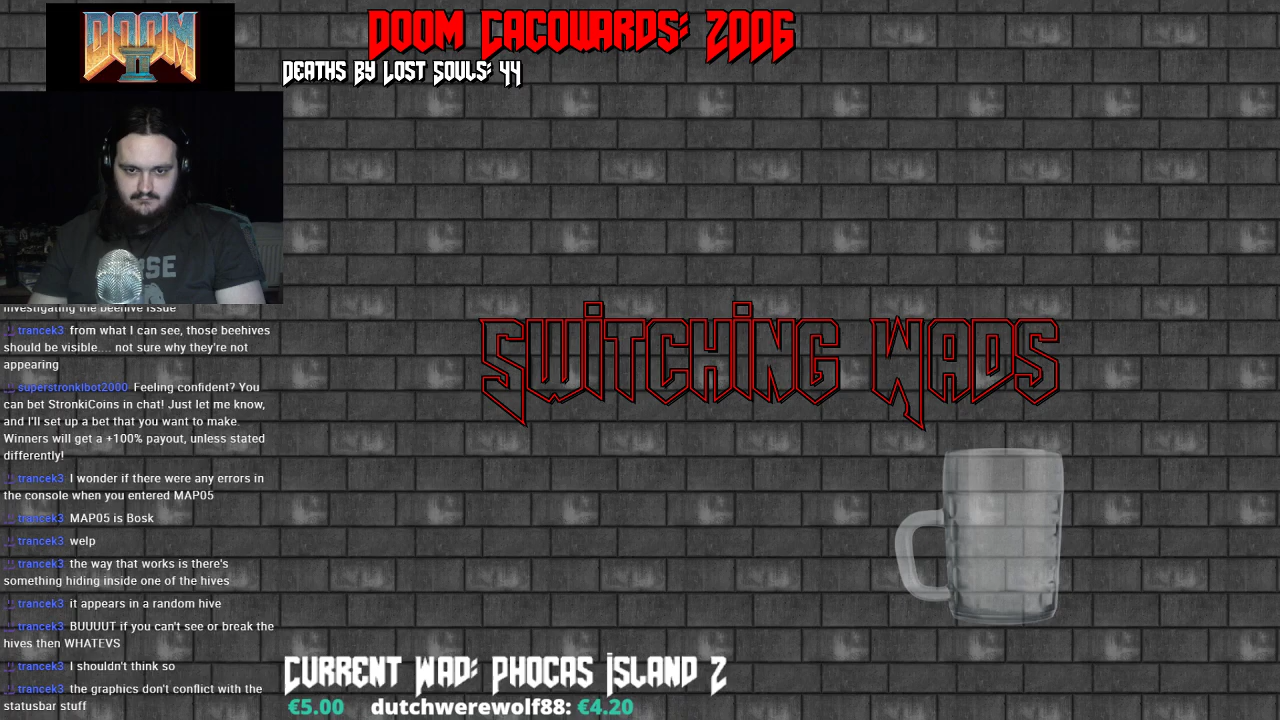 DOOM
II
DOOM CACOWARDS: 2006
DEATHS BY LOST SOULS: 44
investigating the beehive issue
trancek3 from what I can see, those beehives
should be visible.... not sure why they're not
appearing
superstronkibot2000 Feeling confident? You
can bet StronkiCoins in chat! Just let me know,
and I'll set up a bet that you want to make.
Winners will get a +100% payout, unless stated
differently!
trancek3 I wonder if there were any errors in
the console when you entered MAP05
trancek3 MAP05 is Bosk
trancek3 welp
trancek3 the way that works is there's
something hiding inside one of the hives
trancek3 it appears in a random hive
trancek3 BUUUUT if you can't see or break the
hives then WHATEVS
trancek3 I shouldn't think so
trancek3 the graphics don't conflict with the
statusbar stuff
SWITCHING WADS
CURRENT WAD: PHOCAS ISLAND 2
€5.00 dutchwerewolf88: €4.20